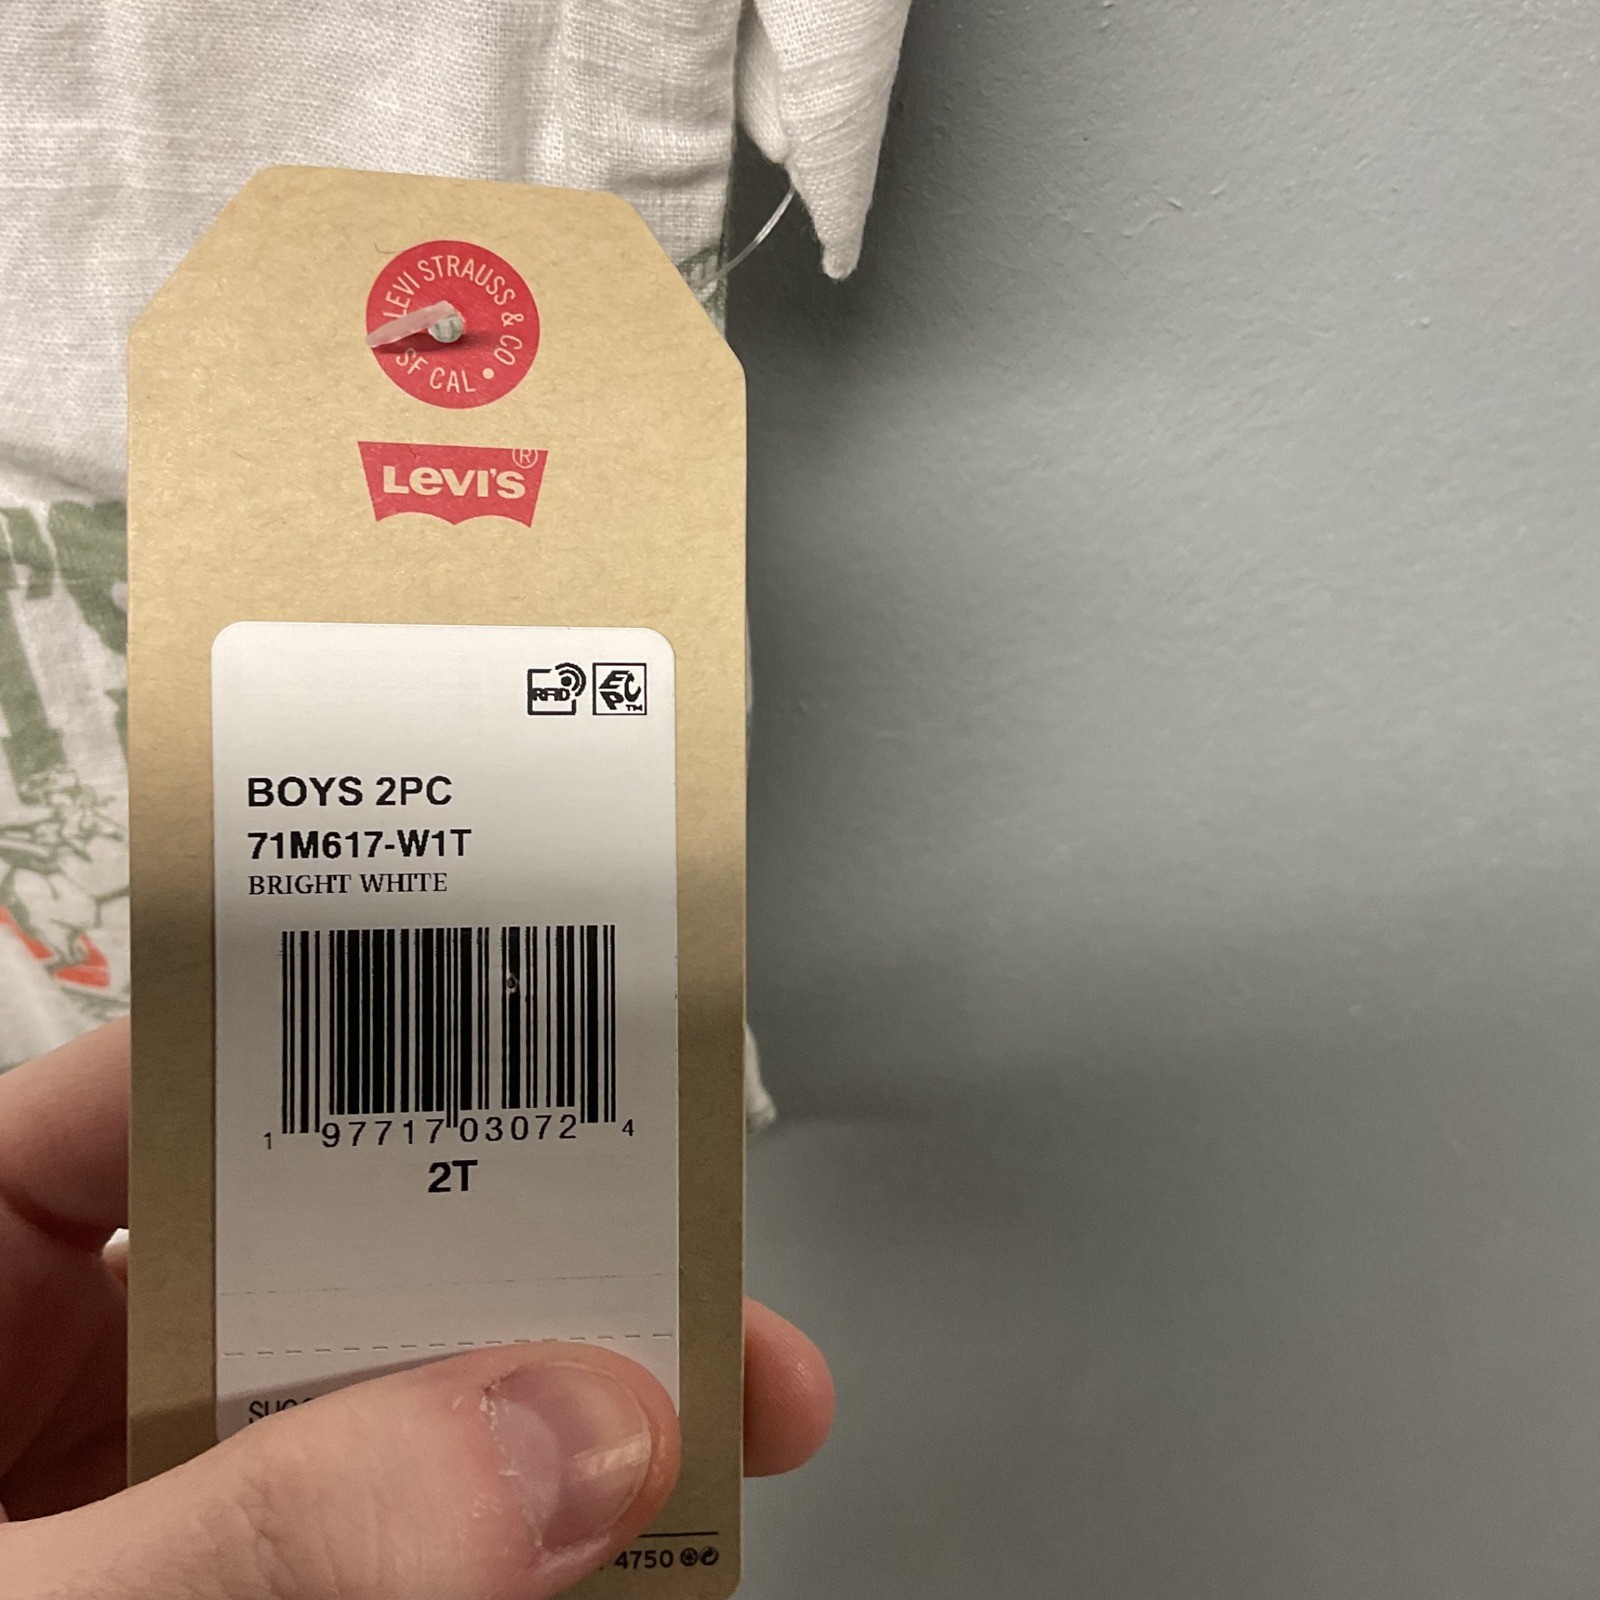 LEVI STRAUSS & CO • SF CAL
LEVI'S®
RFID EPC™
BOYS 2PC
71M617-W1T
BRIGHT WHITE
1 97717 03072 4
2T
4750